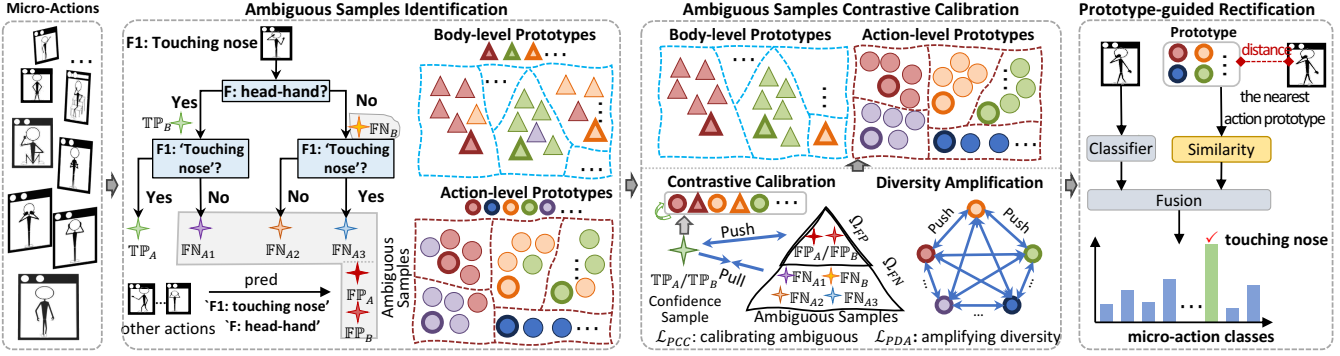 Micro-Actions
...
Ambiguous Samples Identification
F1: Touching nose
F: head-hand?
Yes
No
𝕋ℙ_B
𝔽ℕ_B
F1: 'Touching
nose'?
F1: 'Touching
nose'?
Yes
No
No
Yes
𝕋ℙ_A
𝔽ℕ_A1
𝔽ℕ_A2
𝔽ℕ_A3
𝔽ℙ_A
𝔽ℙ_B
Ambiguous
Samples
...
other actions
pred
`F1: touching nose'
`F: head-hand'
Body-level Prototypes
...
...
Action-level Prototypes
...
...
Ambiguous Samples Contrastive Calibration
Body-level Prototypes
...
Action-level Prototypes
...
Contrastive Calibration
...
Push
Pull
𝕋ℙ_A/𝕋ℙ_B
Confidence
Sample
Ω_FP
𝔽ℙ_A/𝔽ℙ_B
Ω_FN
𝔽ℕ_A1
𝔽ℕ_B
𝔽ℕ_A2
𝔽ℕ_A3
Ambiguous Samples
Diversity Amplification
Push
Push
...
...
...
ℒ_PCC: calibrating ambiguous
ℒ_PDA: amplifying diversity
Prototype-guided Rectification
Prototype
distance
the nearest
action prototype
Classifier
Similarity
Fusion
✓
touching nose
...
micro-action classes